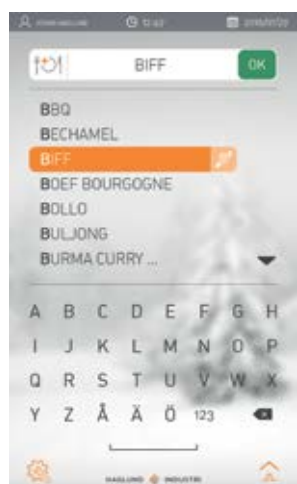 BIFF OK
BBQ
BECHAMEL
BIFF
BOEF BOURGOGNE
BOLLO
BULJONG
BURMA CURRY ...
A B C D E F G H
I J K L M N O P
Q R S T U V W X
Y Z Å Ä Ö 123
HAGLUND INDUSTRI